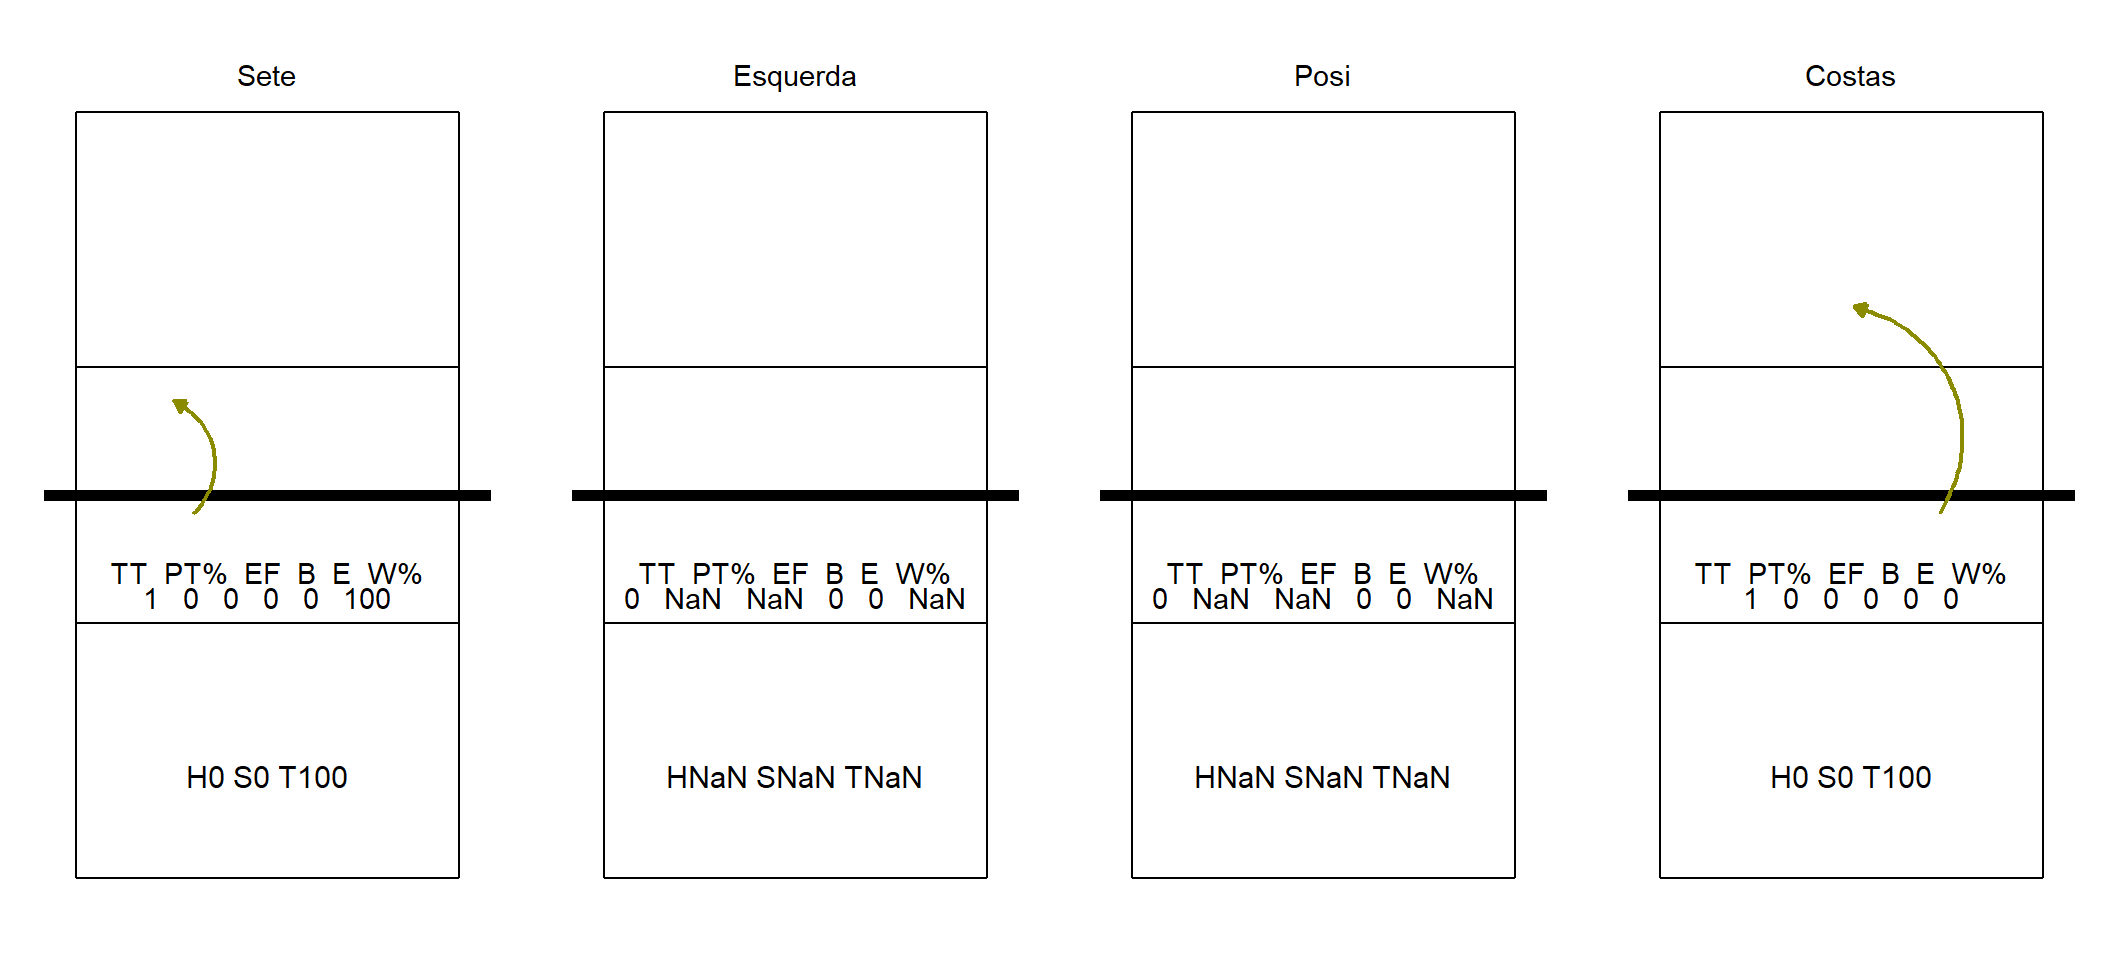 Sete
TT PT% EF B E W%
1 0 0 0 0 100
H0 S0 T100
Esquerda
TT PT% EF B E W%
0 NaN NaN 0 0 NaN
HNaN SNaN TNaN
Posi
TT PT% EF B E W%
0 NaN NaN 0 0 NaN
HNaN SNaN TNaN
Costas
TT PT% EF B E W%
1 0 0 0 0 0
H0 S0 T100